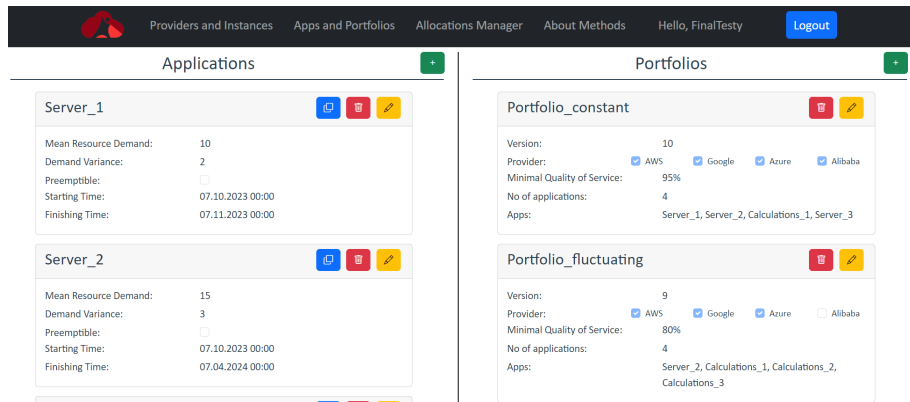 Providers and Instances Apps and Portfolios Allocations Manager About Methods Hello, FinalTesty Logout
Applications +
Server_1
Mean Resource Demand: 10
Demand Variance: 2
Preemptible:
Starting Time: 07.10.2023 00:00
Finishing Time: 07.11.2023 00:00
Server_2
Mean Resource Demand: 15
Demand Variance: 3
Preemptible:
Starting Time: 07.10.2023 00:00
Finishing Time: 07.04.2024 00:00
Portfolios +
Portfolio_constant
Version: 10
Provider: AWS Google Azure Alibaba
Minimal Quality of Service: 95%
No of applications: 4
Apps: Server_1, Server_2, Calculations_1, Server_3
Portfolio_fluctuating
Version: 9
Provider: AWS Google Azure Alibaba
Minimal Quality of Service: 80%
No of applications: 4
Apps: Server_2, Calculations_1, Calculations_2,
Calculations_3